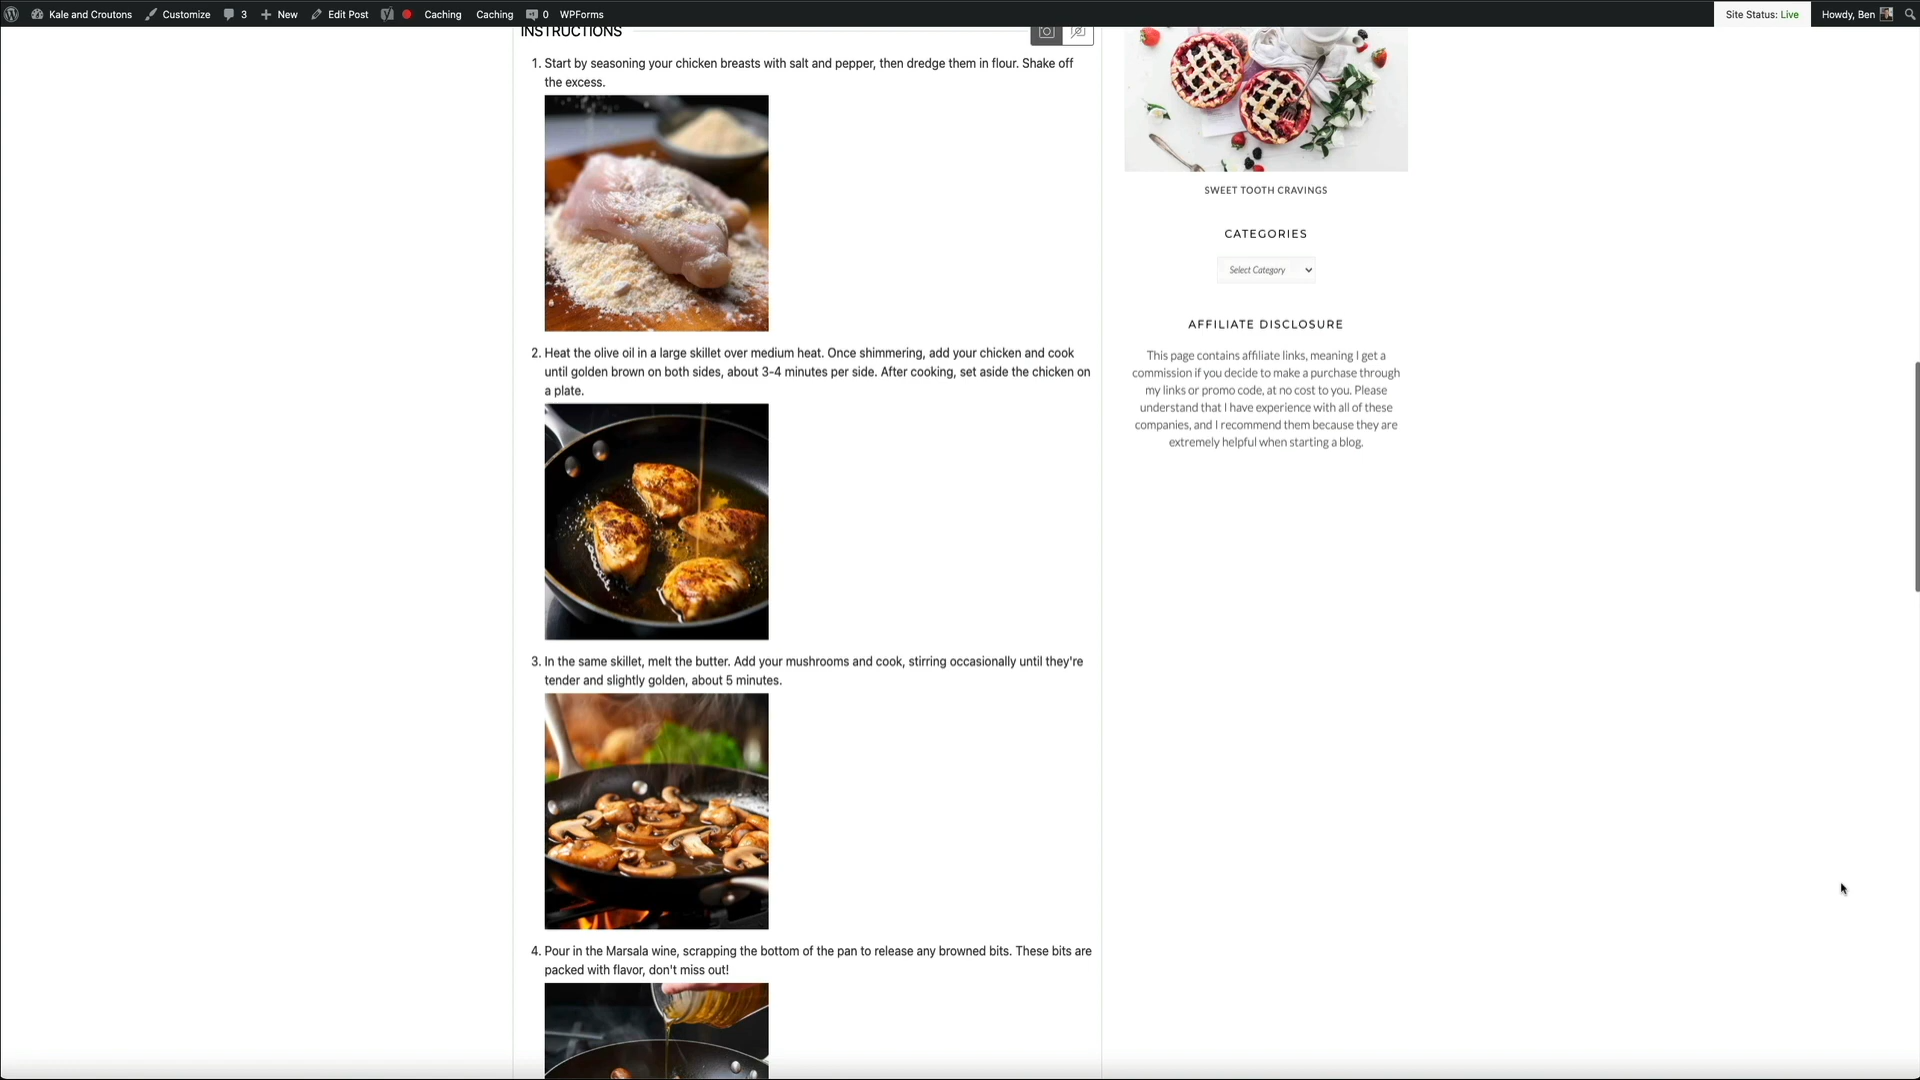 Kale and Croutons Customize 3 New Edit Post Caching Caching 0 WPForms Site Status: Live Howdy, Ben
INSTRUCTIONS
1. Start by seasoning your chicken breasts with salt and pepper, then dredge them in flour. Shake off
the excess.
2. Heat the olive oil in a large skillet over medium heat. Once shimmering, add your chicken and cook
until golden brown on both sides, about 3-4 minutes per side. After cooking, set aside the chicken on
a plate.
3. In the same skillet, melt the butter. Add your mushrooms and cook, stirring occasionally until they're
tender and slightly golden, about 5 minutes.
4. Pour in the Marsala wine, scrapping the bottom of the pan to release any browned bits. These bits are
packed with flavor, don't miss out!
SWEET TOOTH CRAVINGS
CATEGORIES
Select Category
AFFILIATE DISCLOSURE
This page contains affiliate links, meaning I get a
commission if you decide to make a purchase through
my links or promo code, at no cost to you. Please
understand that I have experience with all of these
companies, and I recommend them because they are
extremely helpful when starting a blog.